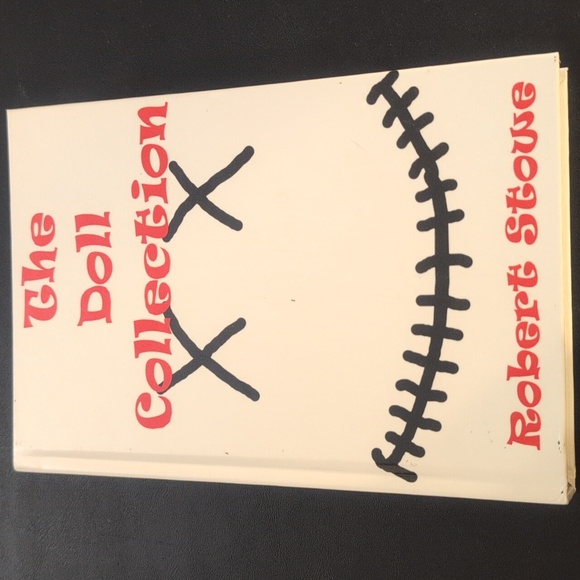 The
Doll
Collection
Robert Stowe